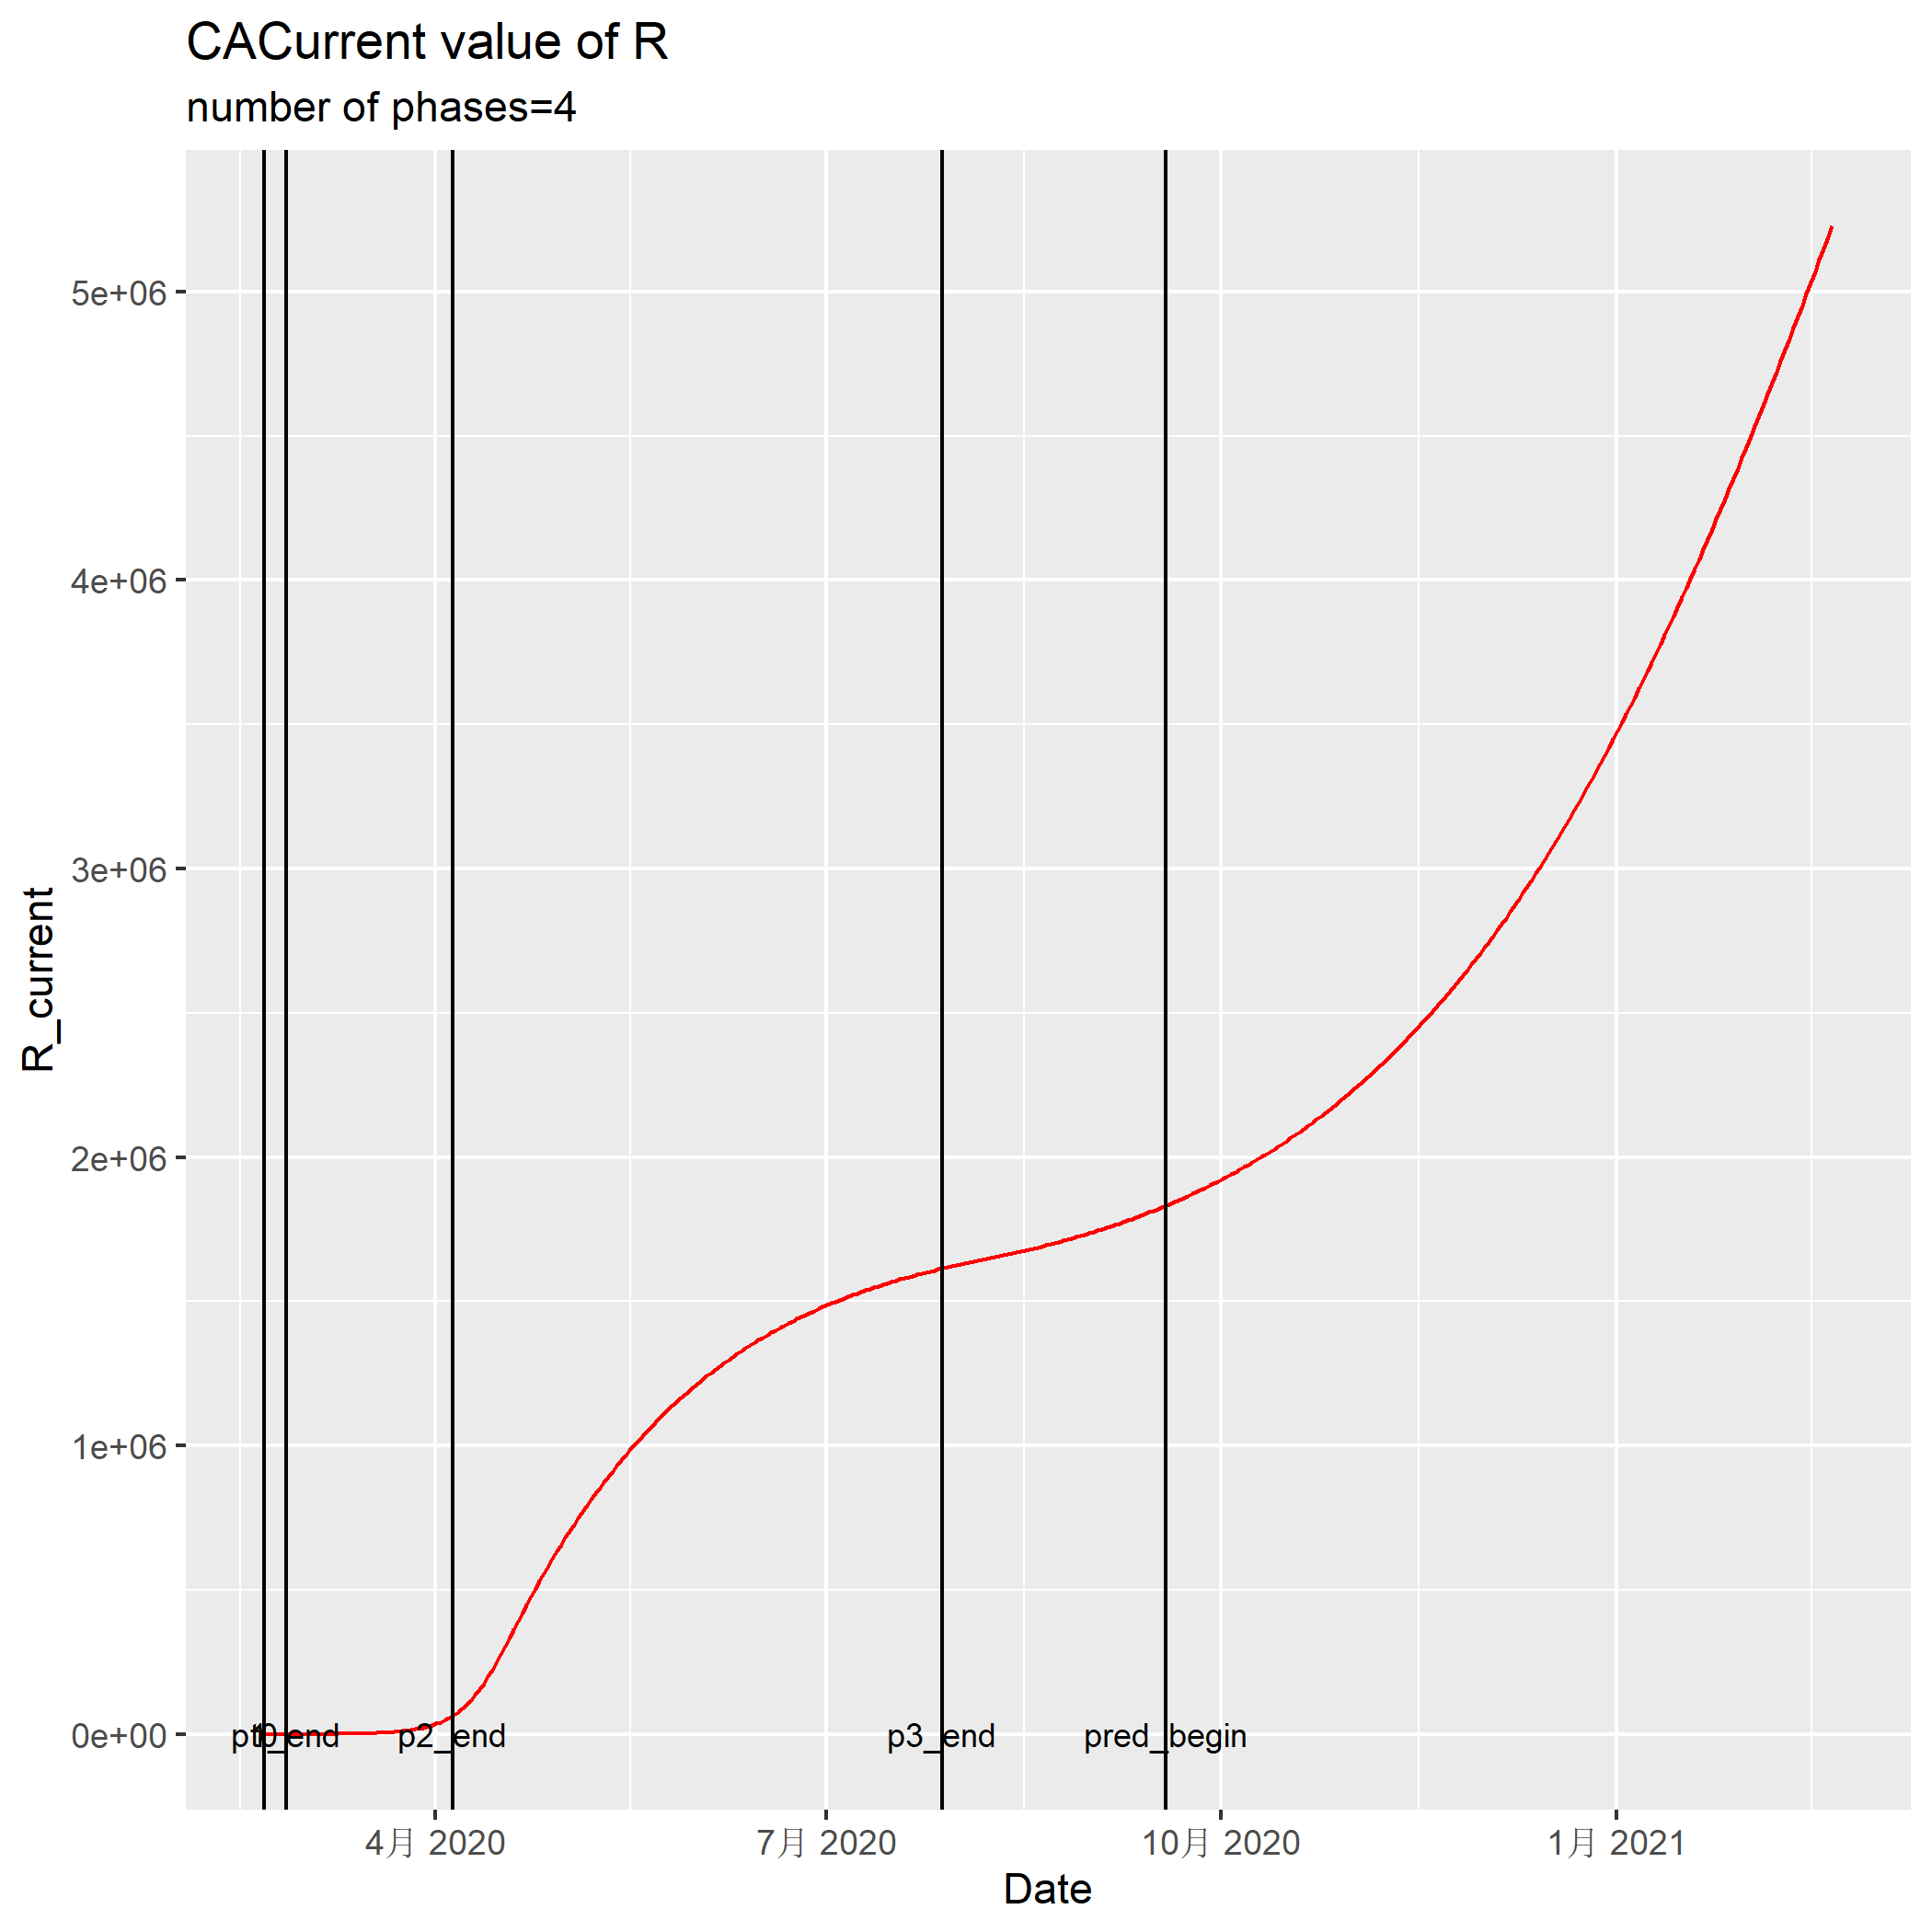 CACurrent value of R
number of phases=4
R_current
5e+06
4e+06
3e+06
2e+06
1e+06
0e+00
p2_end
p3_end
pred_begin
4月 2020
7月 2020
10月 2020
1月 2021
Date